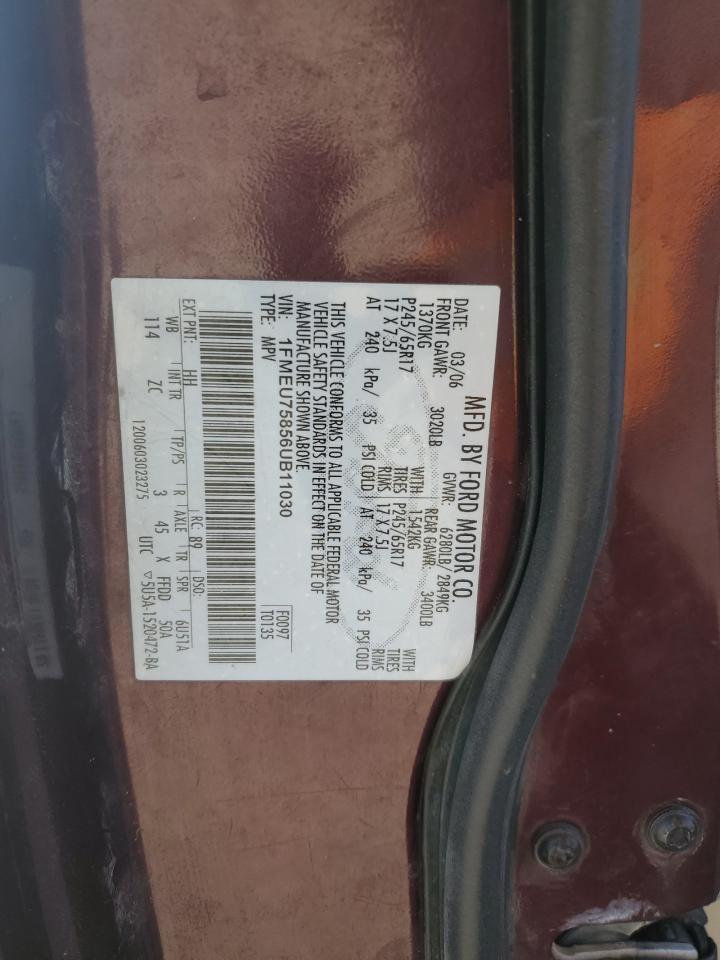 MFD. BY FORD MOTOR CO.
DATE: 03/06 GVWR: 6280LB/ 2849KG
FRONT GAWR: 3020LB REAR GAWR: 3400LB
1370KG WITH 1542KG WITH
P245/65R17 TIRES P245/65R17 TIRES
17 X 7.5J RIMS 17 X 7.5J RIMS
AT 240 kPa/ 35 PSI COLD AT 240 kPa/ 35 PSI COLD
THIS VEHICLE CONFORMS TO ALL APPLICABLE FEDERAL MOTOR
VEHICLE SAFETY STANDARDS IN EFFECT ON THE DATE OF
MANUFACTURE SHOWN ABOVE.
VIN: 1FMEU75856UB11030 F0097
TYPE: MPV T0135
EXT PNT: HH RC: 89 DSO:
WB INT TR TP/PS R AXLE TR SPR 6U51A
114 ZC 3 45 X FFDD 50A
1200603023275 UTC ▽5U5A-1520472-BA